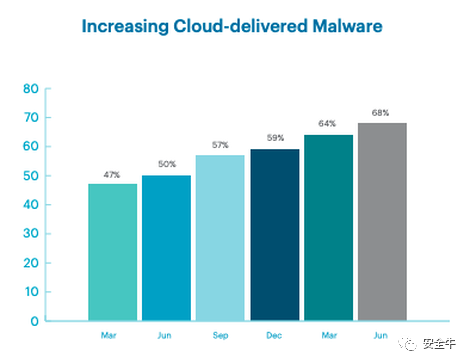 Increasing Cloud-delivered Malware
80
70
60
50
40
30
20
10
0
47%
50%
57%
59%
64%
68%
Mar
Jun
Sep
Dec
Mar
Jun
安全牛